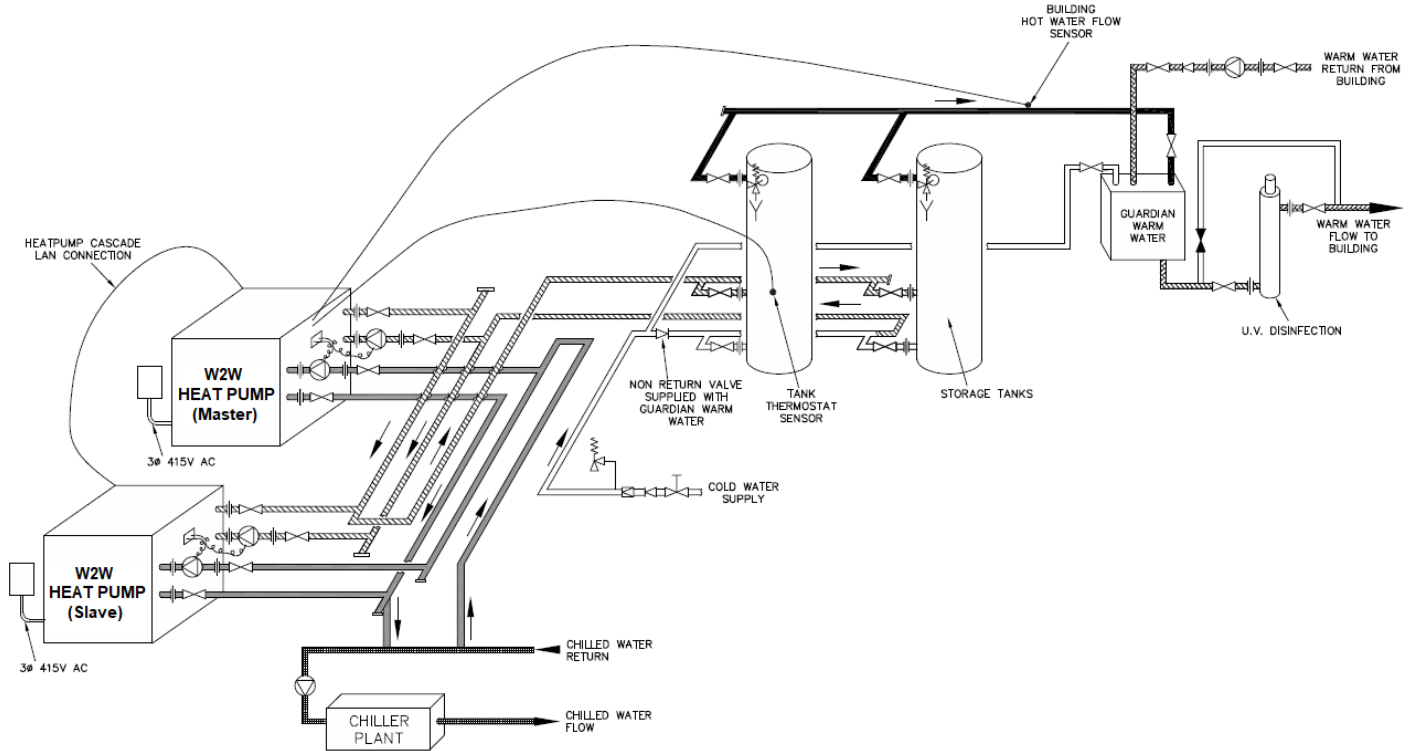 BUILDING
HOT WATER FLOW
SENSOR
WARM WATER
RETURN FROM
BUILDING
HEATPUMP CASCADE
LAN CONNECTION
GUARDIAN
WARM
WATER
WARM WATER
FLOW TO
BUILDING
U.V. DISINFECTION
W2W
HEAT PUMP
(Master)
NON RETURN VALVE
SUPPLIED WITH
GUARDIAN WARM
WATER
TANK
THERMOSTAT
SENSOR
STORAGE TANKS
3ø 415V AC
COLD WATER
SUPPLY
W2W
HEAT PUMP
(Slave)
3ø 415V AC
CHILLED WATER
RETURN
CHILLER
PLANT
CHILLED WATER
FLOW